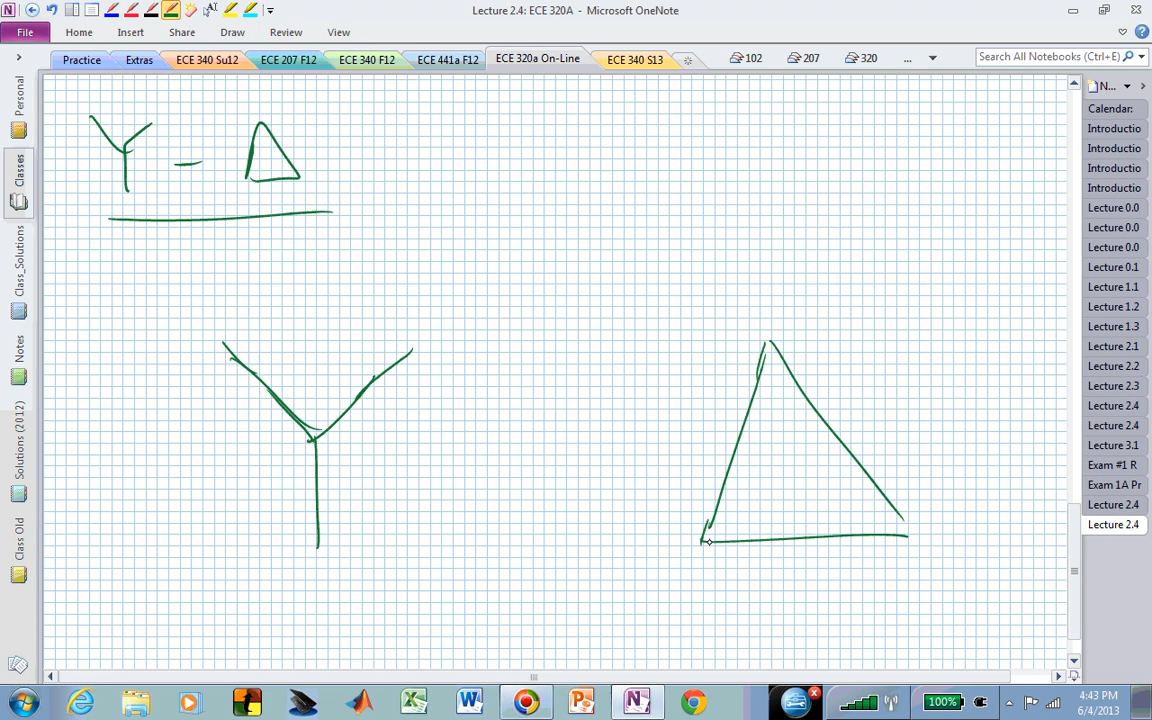 Lecture 2.4: ECE 320A - Microsoft OneNote
File Home Insert Share Draw Review View
Practice Extras ECE 340 Su12 ECE 207 F12 ECE 340 F12 ECE 441a F12 ECE 320a On-Line ECE 340 S13 102 207 320 ... Search All Notebooks (Ctrl+E)
Personal
Classes
Class_Solutions
Notes
Solutions (2012)
Class Old
Y - Δ
N...
Calendar:
Introductio
Introductio
Introductio
Introductio
Lecture 0.0
Lecture 0.0
Lecture 0.0
Lecture 0.1
Lecture 1.1
Lecture 1.2
Lecture 1.3
Lecture 2.1
Lecture 2.2
Lecture 2.3
Lecture 2.4
Lecture 2.4
Lecture 3.1
Exam #1 R
Exam 1A Pr
Lecture 2.4
Lecture 2.4
100%
4:43 PM
6/4/2013